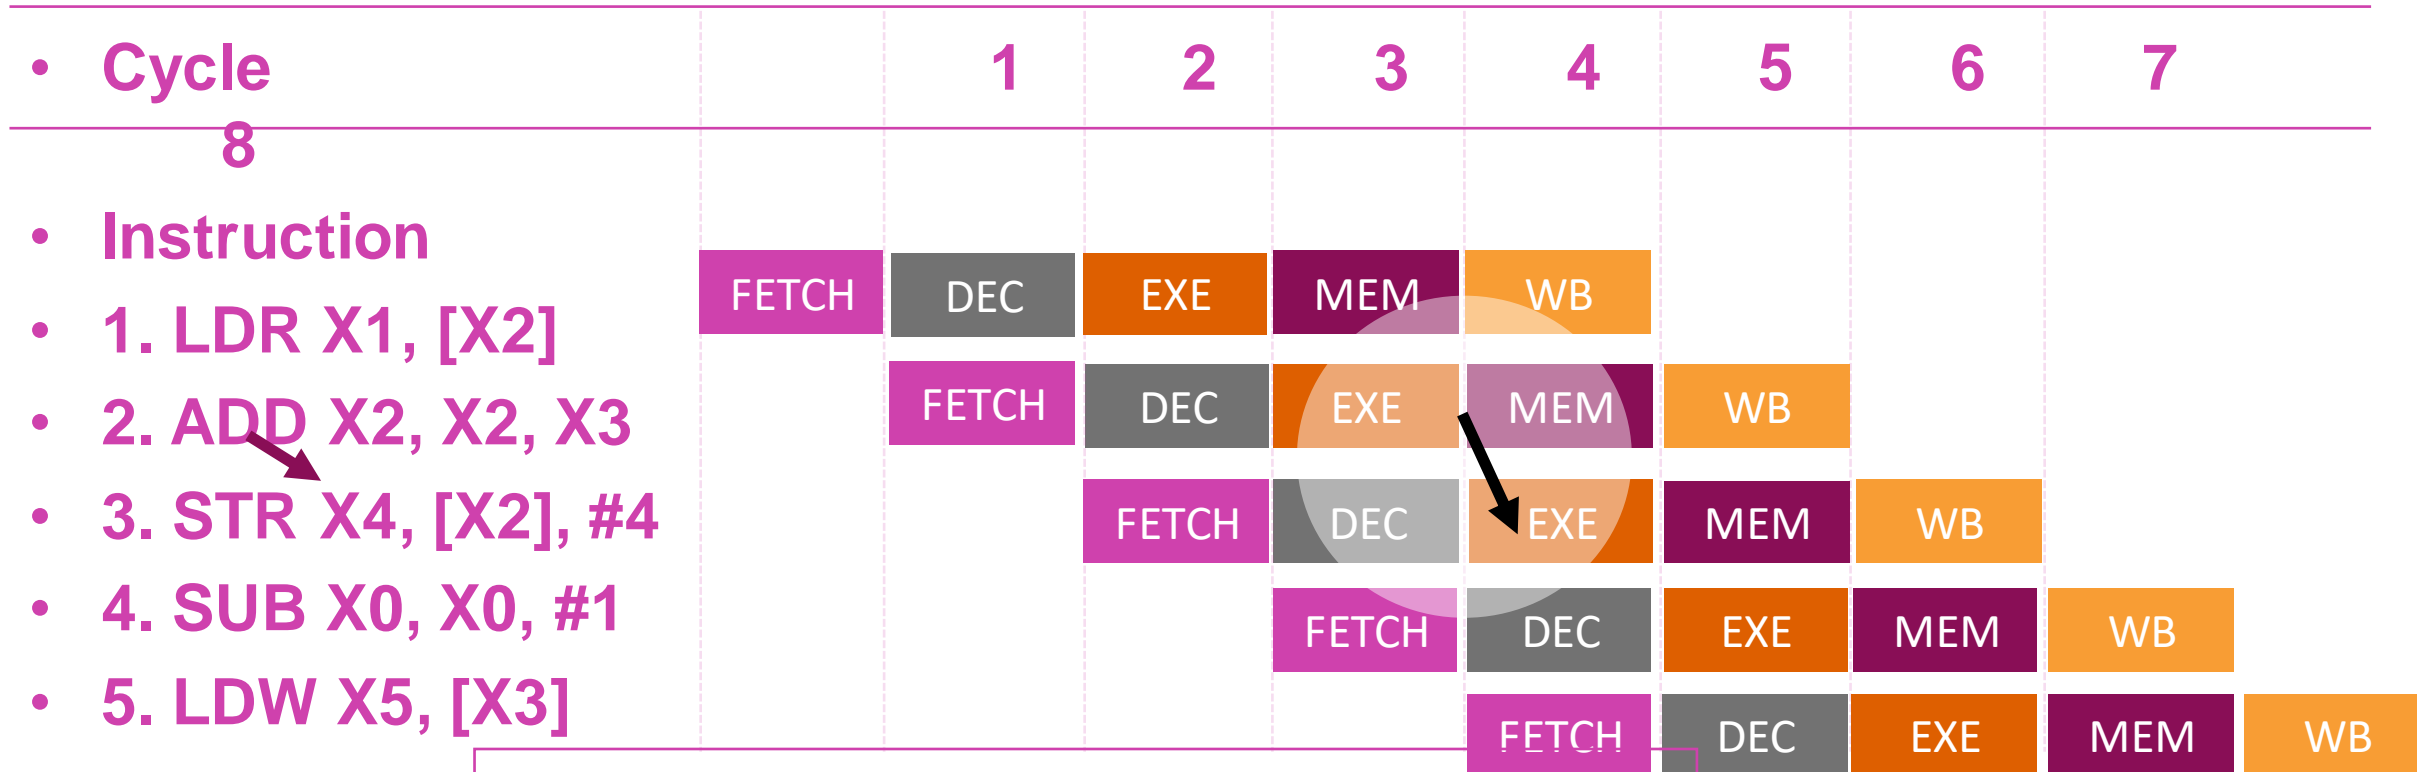 • Cycle 1 2 3 4 5 6 7
8
• Instruction
FETCH DEC EXE MEM WB
• 1. LDR X1, [X2]
FETCH DEC EXE MEM WB
• 2. ADD X2, X2, X3
• 3. STR X4, [X2], #4
FETCH DEC EXE MEM WB
• 4. SUB X0, X0, #1
FETCH DEC EXE MEM WB
• 5. LDW X5, [X3]
FETCH DEC EXE MEM WB